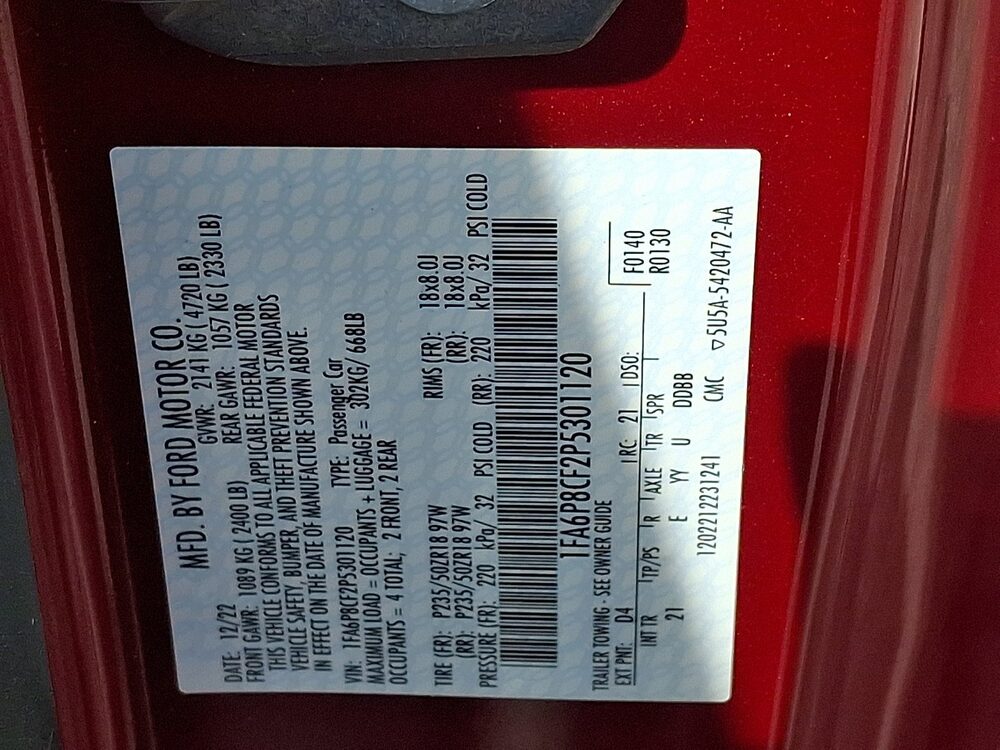 MFD. BY FORD MOTOR CO.
DATE: 12/22 GVWR: 2141 KG ( 4720 LB)
FRONT GAWR: 1089 KG ( 2400 LB) REAR GAWR: 1057 KG ( 2330 LB)
THIS VEHICLE CONFORMS TO ALL APPLICABLE FEDERAL MOTOR
VEHICLE SAFETY, BUMPER, AND THEFT PREVENTION STANDARDS
IN EFFECT ON THE DATE OF MANUFACTURE SHOWN ABOVE.
VIN: 1FA6P8CF2P5301120 TYPE: Passenger Car
MAXIMUM LOAD = OCCUPANTS + LUGGAGE = 302KG/ 668LB
OCCUPANTS = 4 TOTAL; 2 FRONT, 2 REAR
TIRE (FR): P235/50ZR18 97W RIMS (FR): 18x8.0J
(RR): P235/50ZR18 97W (RR): 18x8.0J
PRESSURE (FR): 220 kPa/ 32 PSI COLD (RR): 220 kPa/ 32 PSI COLD
1FA6P8CF2P5301120
TRAILER TOWING - SEE OWNER GUIDE F0140
EXT PNT: D4 RC: 21 DSO: R0130
INT TR TP/PS R AXLE TR SPR
21 E YY U DDBB
12022122231241 CMC ▽5U5A-5420472-AA